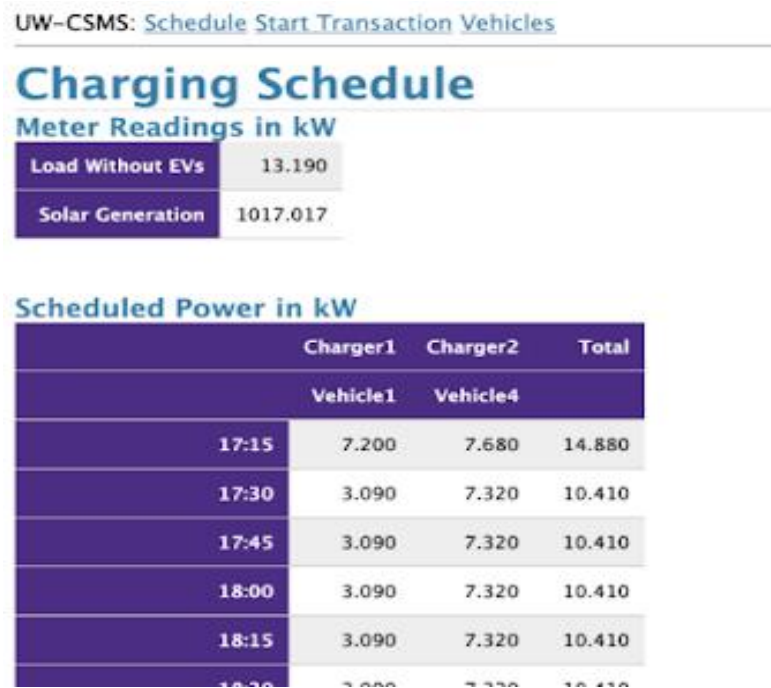 UW-CSMS: Schedule Start Transaction Vehicles
Charging Schedule
Meter Readings in kW
Load Without EVs 13.190
Solar Generation 1017.017
Scheduled Power in kW
Charger1 Charger2 Total
Vehicle1 Vehicle4
17:15 7.200 7.680 14.880
17:30 3.090 7.320 10.410
17:45 3.090 7.320 10.410
18:00 3.090 7.320 10.410
18:15 3.090 7.320 10.410